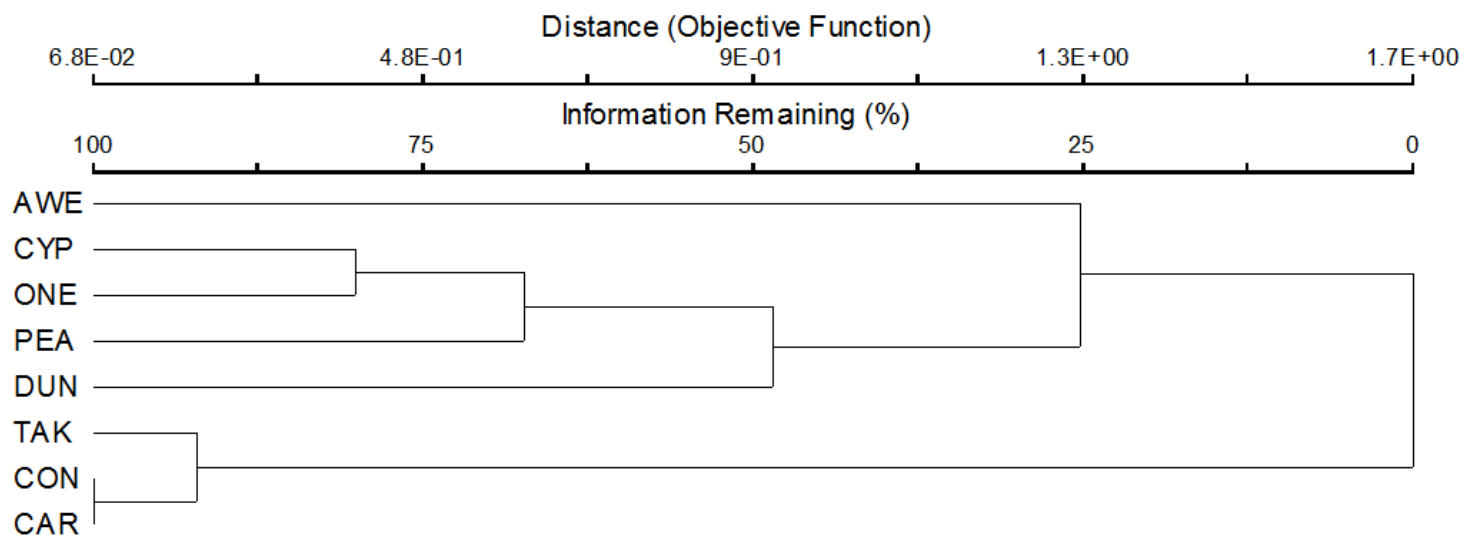 Distance (Objective Function)
6.8E-02 4.8E-01 9E-01 1.3E+00 1.7E+00
Information Remaining (%)
100 75 50 25 0
AWE
CYP
ONE
PEA
DUN
TAK
CON
CAR